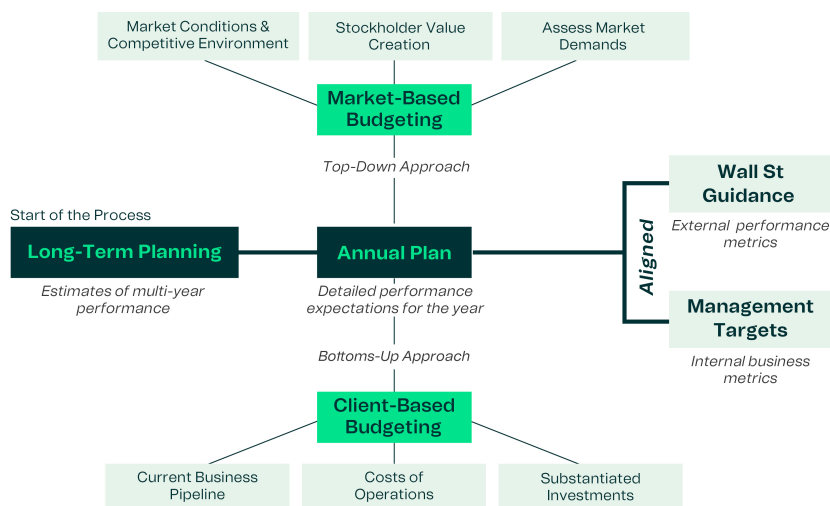 Market Conditions &
Competitive Environment
Stockholder Value
Creation
Assess Market
Demands
Market-Based
Budgeting
Top-Down Approach
Wall St
Guidance
External performance
metrics
Start of the Process
Long-Term Planning
Estimates of multi-year
performance
Annual Plan
Detailed performance
expectations for the year
Aligned
Management
Targets
Internal business
metrics
Bottoms-Up Approach
Client-Based
Budgeting
Current Business
Pipeline
Costs of
Operations
Substantiated
Investments